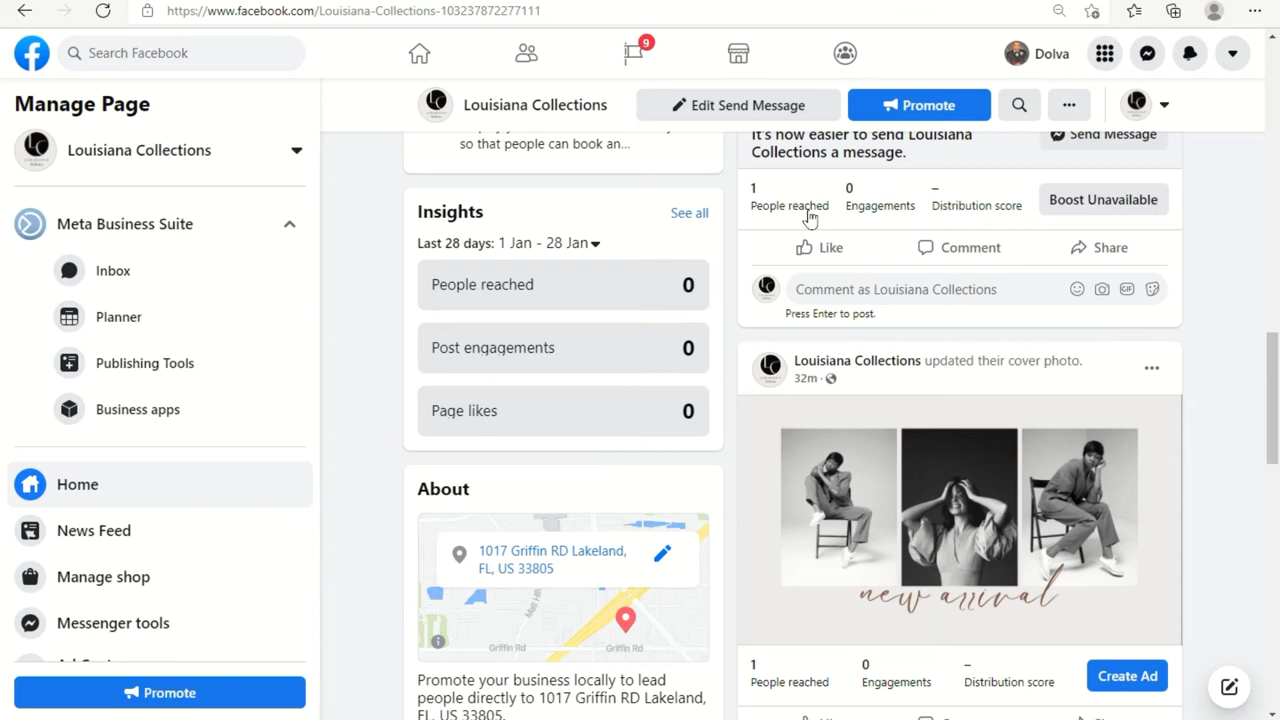 https://www.facebook.com/Louisiana-Collections-103237872277111
Search Facebook
9
Dolva
Manage Page
Louisiana Collections
Meta Business Suite
Inbox
Planner
Publishing Tools
Business apps
Home
News Feed
Manage shop
Messenger tools
Promote
LC
Louisiana Collections
Edit Send Message
Promote
so that people can book an...
Insights
See all
Last 28 days: 1 Jan - 28 Jan
People reached 0
Post engagements 0
Page likes 0
About
1017 Griffin RD Lakeland,
FL, US 33805
Griffin Rd
Griffin Rd
Promote your business locally to lead
people directly to 1017 Griffin RD Lakeland,
FL, US 33805.
It's now easier to send Louisiana
Collections a message.
Send Message
1 0 –
People reached Engagements Distribution score
Boost Unavailable
Like Comment Share
Comment as Louisiana Collections
GIF
Press Enter to post.
Louisiana Collections updated their cover photo.
32m ·
new arrival
1 0 –
People reached Engagements Distribution score
Create Ad